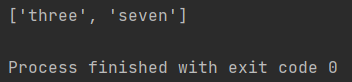 ['three', 'seven']
Process finished with exit code 0